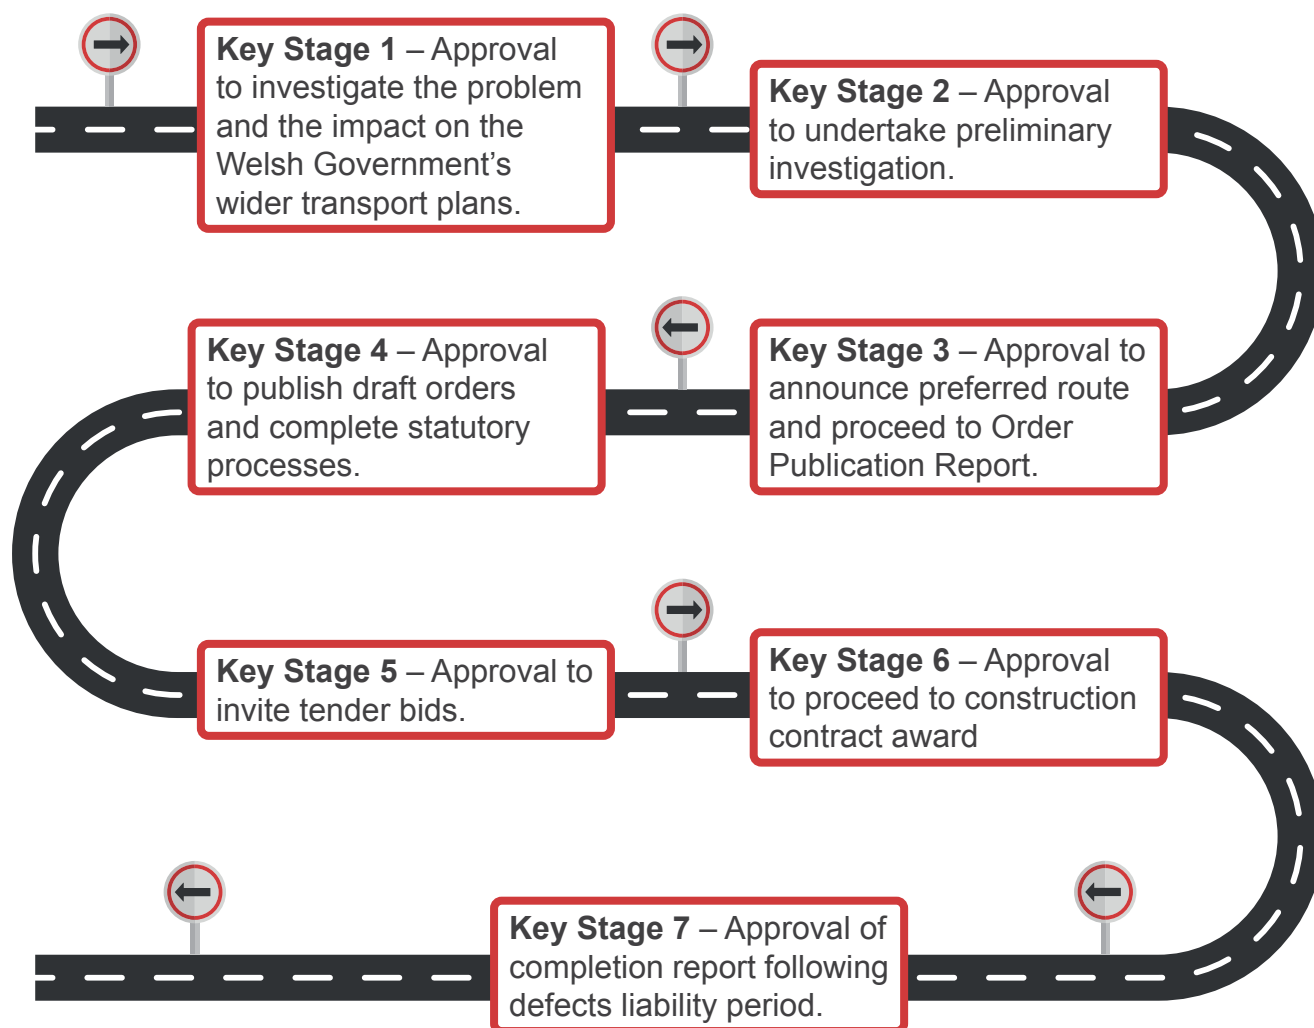 Key Stage 1 – Approval
to investigate the problem
and the impact on the
Welsh Government’s
wider transport plans.
Key Stage 2 – Approval
to undertake preliminary
investigation.
Key Stage 3 – Approval to
announce preferred route
and proceed to Order
Publication Report.
Key Stage 4 – Approval
to publish draft orders
and complete statutory
processes.
Key Stage 5 – Approval to
invite tender bids.
Key Stage 6 – Approval
to proceed to construction
contract award
Key Stage 7 – Approval of
completion report following
defects liability period.